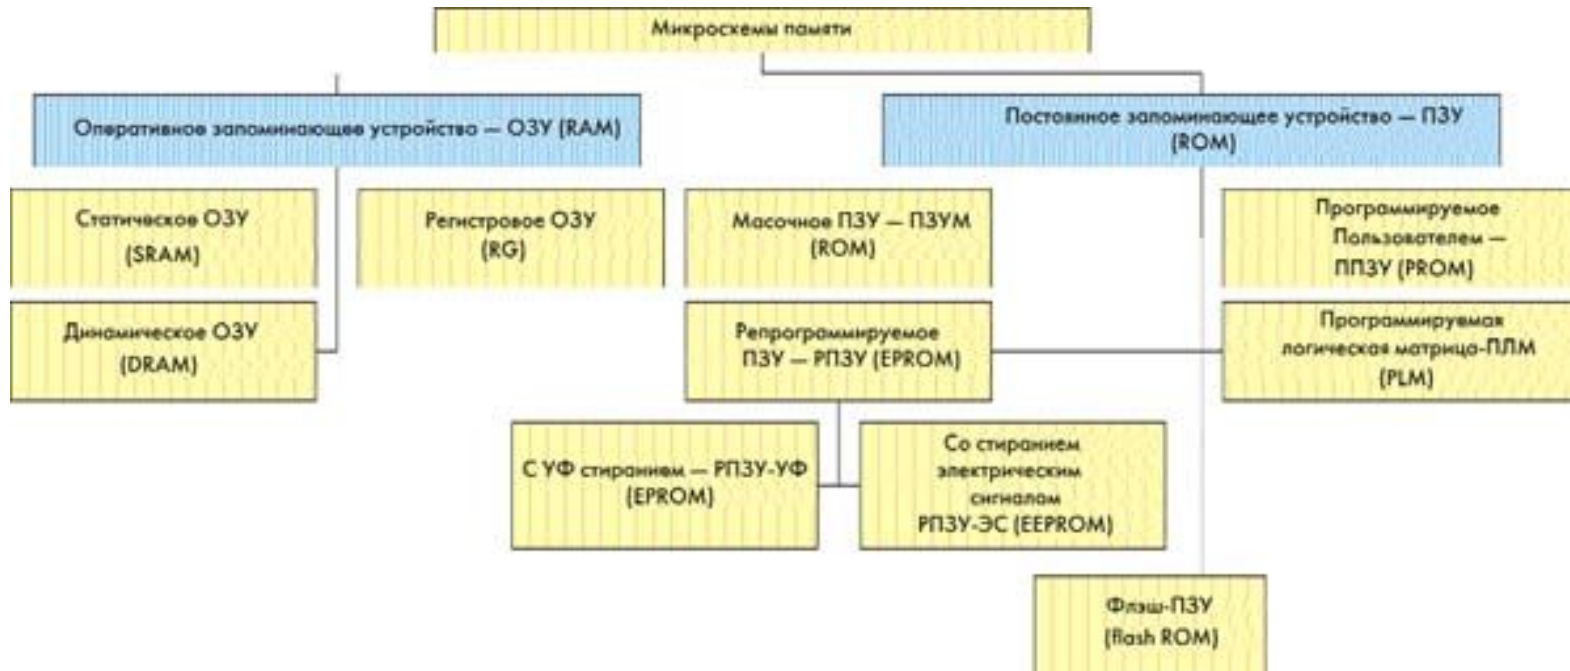 Микросхемы памяти
Оперативное запоминающее устройство — ОЗУ (RAM)
Постоянное запоминающее устройство — ПЗУ
(ROM)
Статическое ОЗУ
(SRAM)
Регистровое ОЗУ
(RG)
Масочное ПЗУ — ПЗУМ
(ROM)
Программируемое
Пользователем —
ППЗУ (PROM)
Динамическое ОЗУ
(DRAM)
Репрограммируемое
ПЗУ — РПЗУ (EPROM)
Программирувмая
логическая матрица-ПЛМ
(PLM)
С УФ стиранием — РПЗУ-УФ
(EPROM)
Со стиранием
электрическим
сигналом
РПЗУ-ЭС (EEPROM)
Флэш-ПЗУ
(flash ROM)